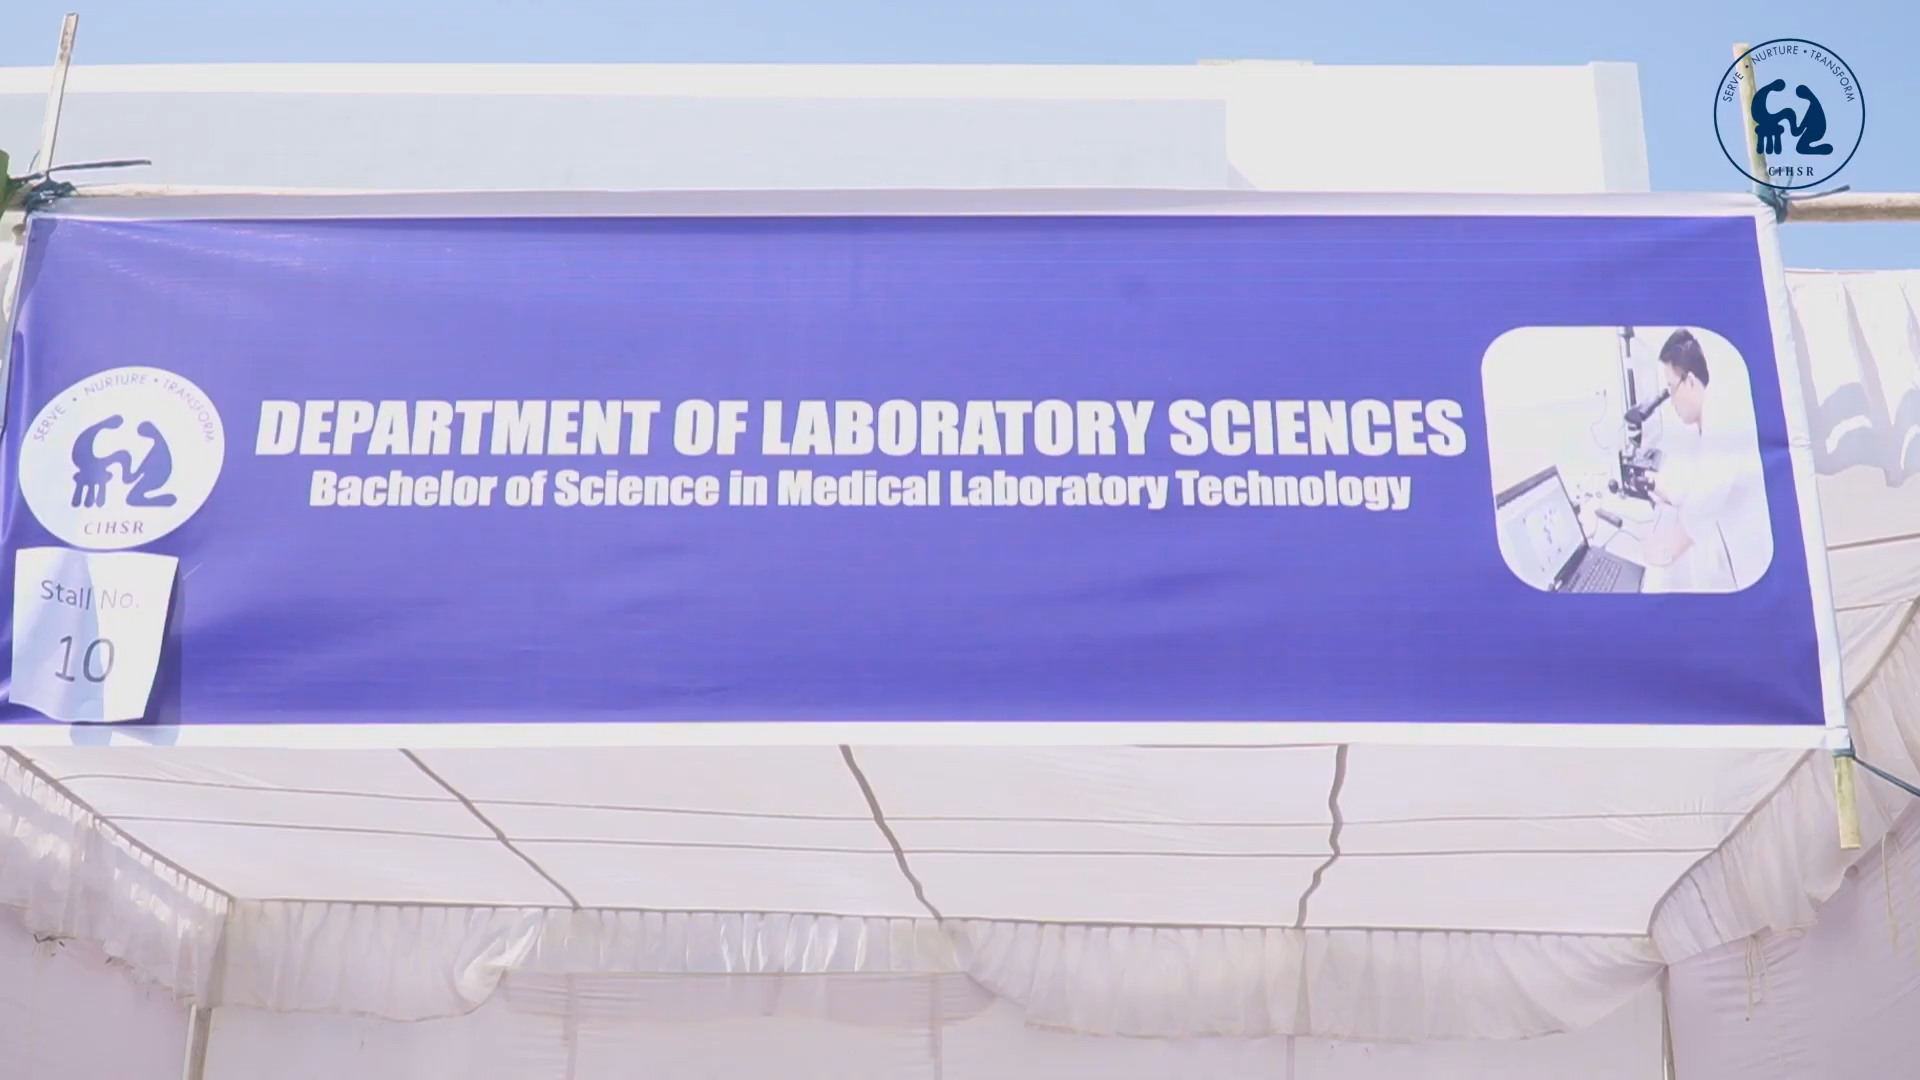 SERVE • NURTURE • TRANSFORM
CIHSR
SERVE • NURTURE • TRANSFORM
CIHSR
DEPARTMENT OF LABORATORY SCIENCES
Bachelor of Science in Medical Laboratory Technology
Stall No.
10